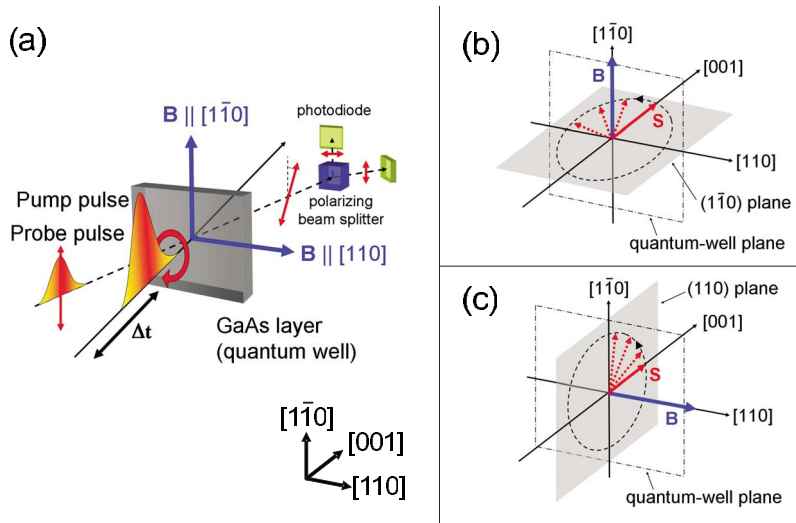 (a)
B || [11̄0]
photodiode
polarizing
beam splitter
Pump pulse
Probe pulse
B || [110]
Δt
GaAs layer
(quantum well)
[11̄0]
[001]
[110]
(b)
[11̄0]
[001]
B
S
[110]
(11̄0) plane
quantum-well plane
(c)
[11̄0]
(110) plane
[001]
S
B
[110]
quantum-well plane